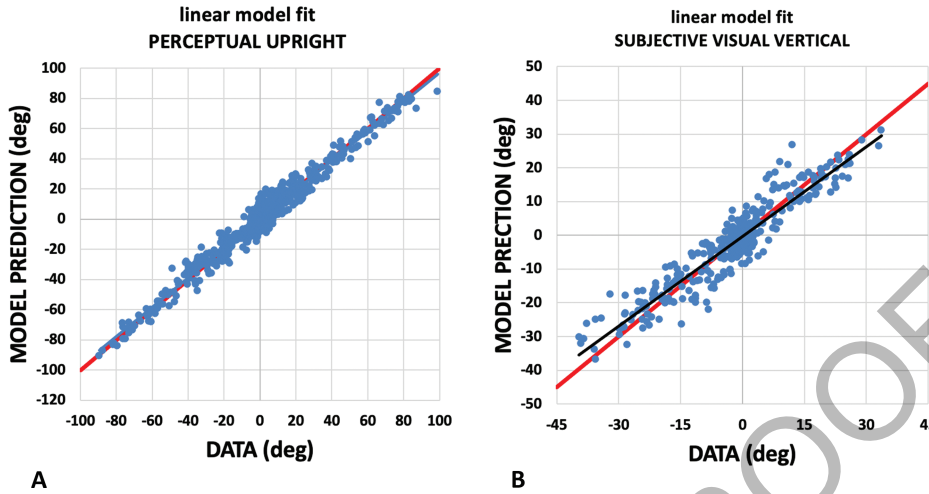 linear model fit
PERCEPTUAL UPRIGHT
100
80
60
40
20
0
-20
-40
-60
-80
-100
-120
-100 -80 -60 -40 -20 0 20 40 60 80 100
MODEL PREDICTION (deg)
DATA (deg)
A
linear model fit
SUBJECTIVE VISUAL VERTICAL
50
40
30
20
10
0
-10
-20
-30
-40
-50
-45 -30 -15 0 15 30
MODEL PRECTION (deg)
DATA (deg)
B